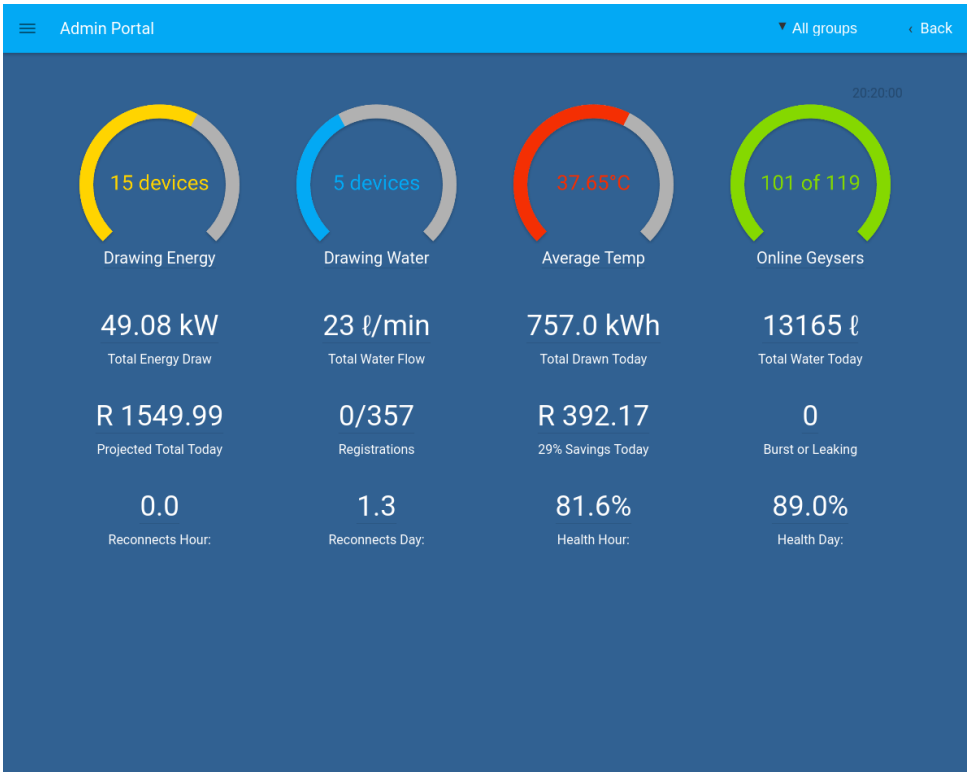 Admin Portal
▼ All groups
‹ Back
20:20:00
15 devices
5 devices
37.65°C
101 of 119
Drawing Energy
Drawing Water
Average Temp
Online Geysers
49.08 kW
23 ℓ/min
757.0 kWh
13165 ℓ
Total Energy Draw
Total Water Flow
Total Drawn Today
Total Water Today
R 1549.99
0/357
R 392.17
0
Projected Total Today
Registrations
29% Savings Today
Burst or Leaking
0.0
1.3
81.6%
89.0%
Reconnects Hour:
Reconnects Day:
Health Hour:
Health Day: